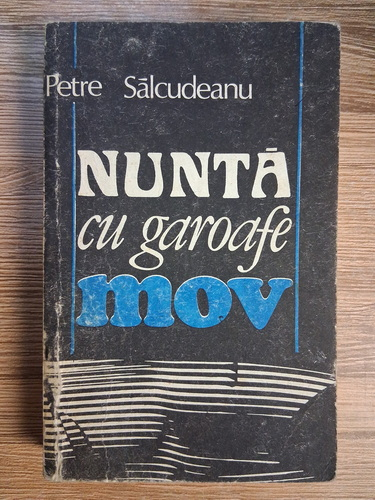 Petre Sălcudeanu
NUNTĂ
cu garoafe
mov